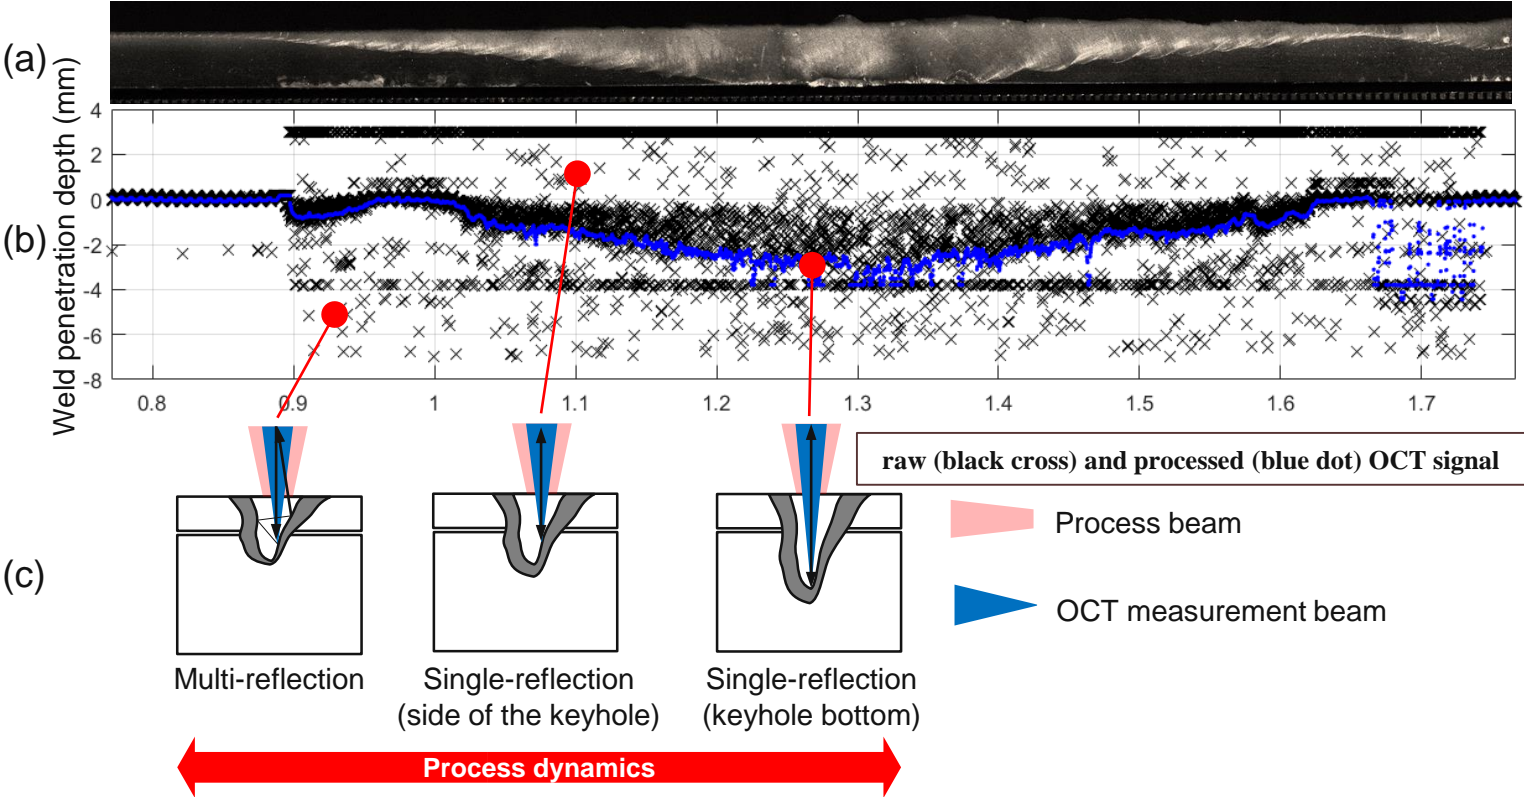 (a)
Weld penetration depth (mm)
4
2
0
-2
-4
-6
-8
(b)
0.8
0.9
1
1.1
1.2
1.3
1.4
1.5
1.6
1.7
raw (black cross) and processed (blue dot) OCT signal
(c)
Process beam
OCT measurement beam
Multi-reflection
Single-reflection
(side of the keyhole)
Single-reflection
(keyhole bottom)
Process dynamics